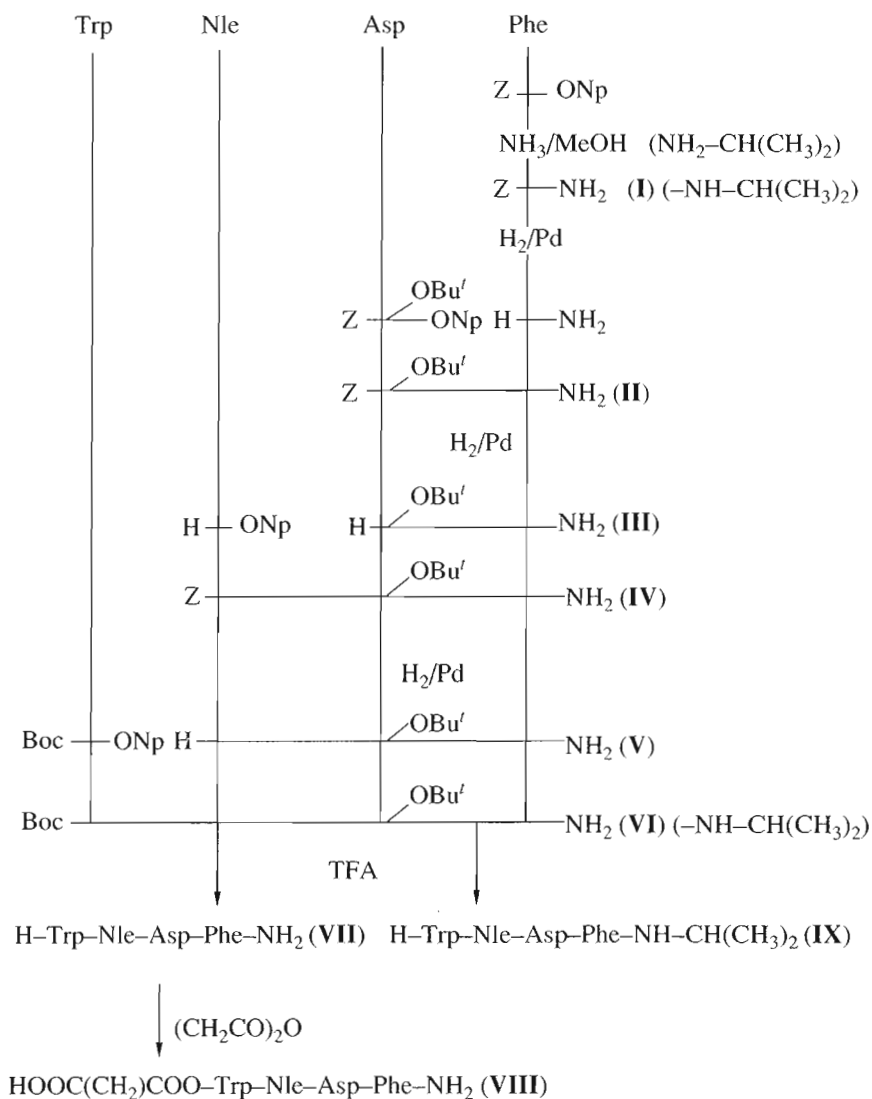 Trp Nle Asp Phe
Z ONp
NH₃/MeOH (NH₂–CH(CH₃)₂)
Z NH₂ (I) (–NH–CH(CH₃)₂)
H₂/Pd
OBuᵗ
Z ONp H NH₂
OBuᵗ
Z NH₂ (II)
H₂/Pd
OBuᵗ
H ONp H NH₂ (III)
OBuᵗ
Z NH₂ (IV)
H₂/Pd
OBuᵗ
Boc ONp H NH₂ (V)
OBuᵗ
Boc NH₂ (VI) (–NH–CH(CH₃)₂)
TFA
H–Trp–Nle–Asp–Phe–NH₂ (VII) H–Trp–Nle–Asp–Phe–NH–CH(CH₃)₂ (IX)
(CH₂CO)₂O
HOOC(CH₂)COO–Trp–Nle–Asp–Phe–NH₂ (VIII)